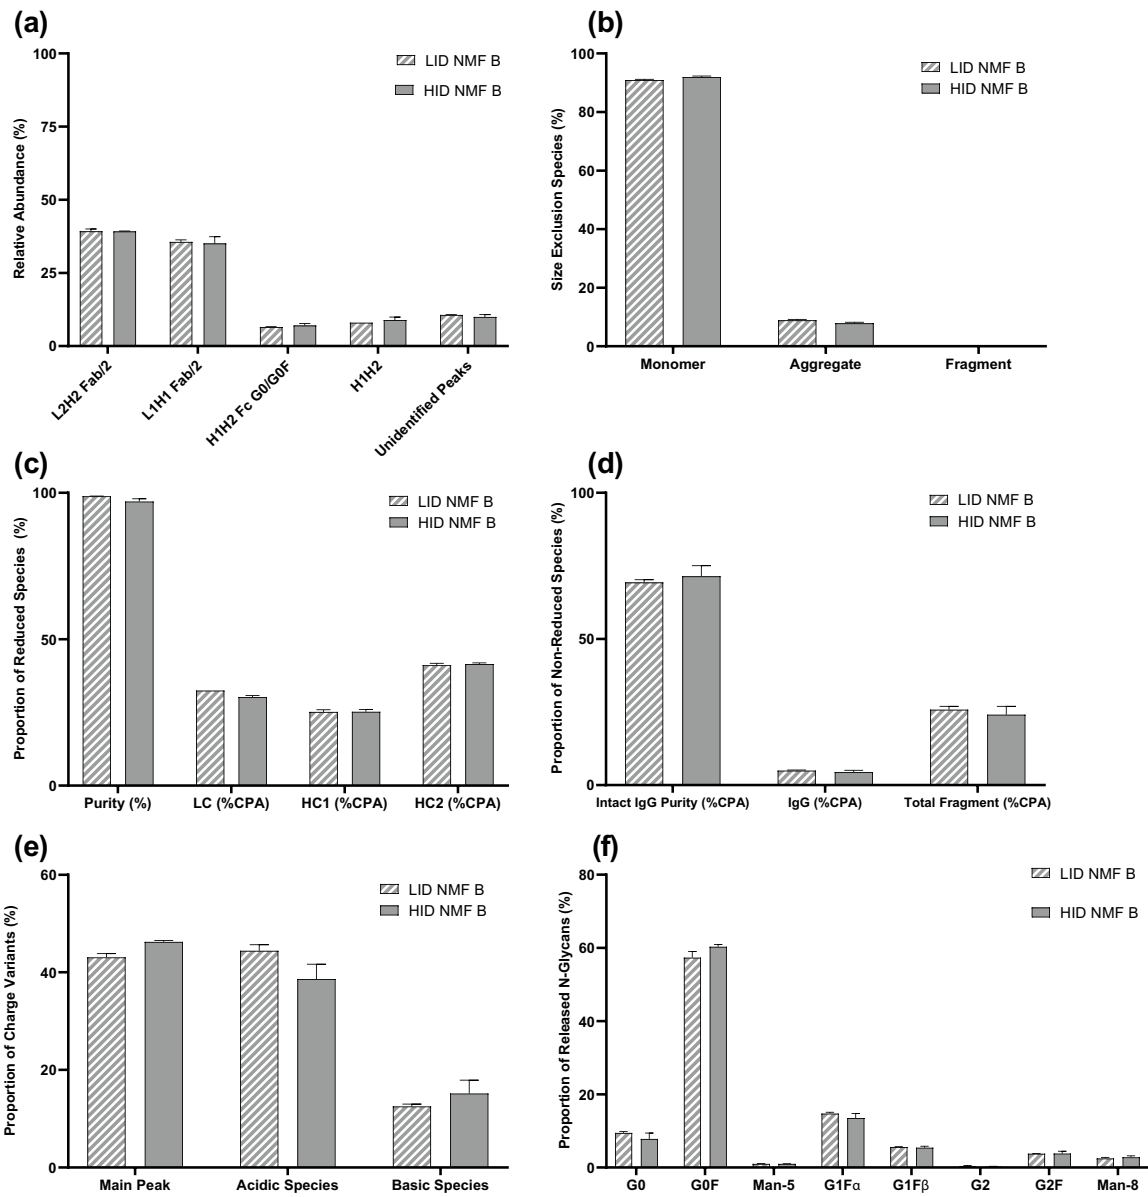 (a)
Relative Abundance (%)
100
75
50
25
0
LID NMF B
HID NMF B
L2H2 Fab/2
L1H1 Fab/2
H1H2 Fc G0/G0F
H1H2
Unidentified Peaks
(b)
Size Exclusion Species (%)
100
80
60
40
20
0
LID NMF B
HID NMF B
Monomer
Aggregate
Fragment
(c)
Proportion of Reduced Species (%)
100
50
0
LID NMF B
HID NMF B
Purity (%)
LC (%CPA)
HC1 (%CPA)
HC2 (%CPA)
(d)
Proportion of Non-Reduced Species (%)
100
50
0
LID NMF B
HID NMF B
Intact IgG Purity (%CPA)
IgG (%CPA)
Total Fragment (%CPA)
(e)
Proportion of Charge Variants (%)
60
40
20
0
LID NMF B
HID NMF B
Main Peak
Acidic Species
Basic Species
(f)
Proportion of Released N-Glycans (%)
80
60
40
20
0
LID NMF B
HID NMF B
G0
G0F
Man-5
G1Fα
G1Fβ
G2
G2F
Man-8